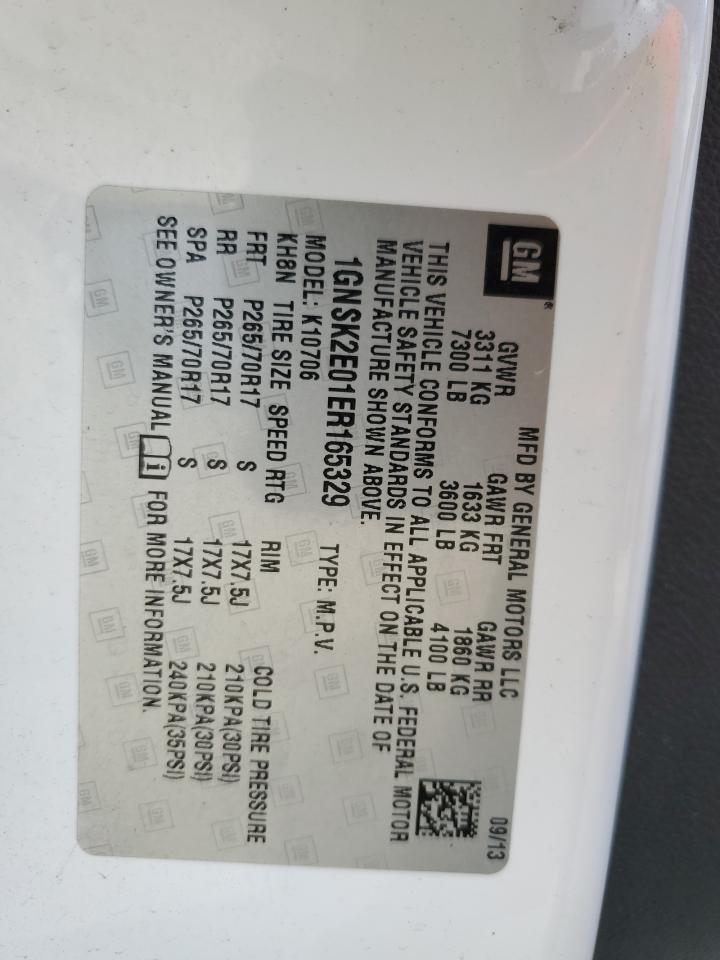 GM®
MFD BY GENERAL MOTORS LLC 09/13
GVWR GAWR FRT GAWR RR
3311 KG 1633 KG 1860 KG
7300 LB 3600 LB 4100 LB
THIS VEHICLE CONFORMS TO ALL APPLICABLE U.S. FEDERAL MOTOR
VEHICLE SAFETY STANDARDS IN EFFECT ON THE DATE OF
MANUFACTURE SHOWN ABOVE.
1GNSK2E01ER165329 TYPE: M.P.V.
MODEL: K10706
KH8N TIRE SIZE SPEED RTG RIM COLD TIRE PRESSURE
FRT P265/70R17 S 17X7.5J 210KPA(30PSI)
RR P265/70R17 S 17X7.5J 210KPA(30PSI)
SPA P265/70R17 S 17X7.5J 240KPA(35PSI)
SEE OWNER'S MANUAL i FOR MORE INFORMATION.